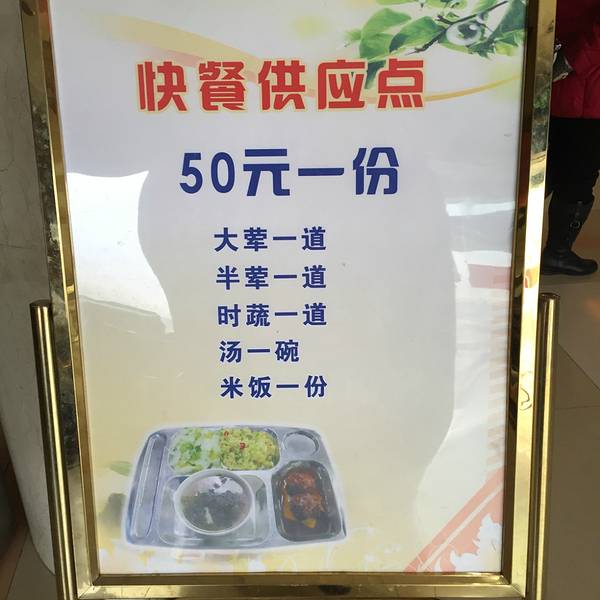 快餐供应点
50元一份
大荤一道
半荤一道
时蔬一道
汤一碗
米饭一份